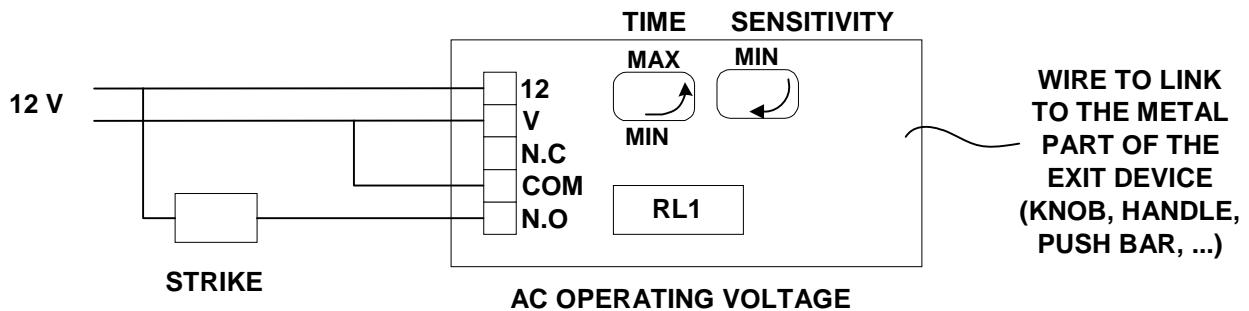 TIME SENSITIVITY
MAX MIN
MIN
12 V
12
V
N.C
COM
N.O
RL1
STRIKE
AC OPERATING VOLTAGE
WIRE TO LINK
TO THE METAL
PART OF THE
EXIT DEVICE
(KNOB, HANDLE,
PUSH BAR, ...)